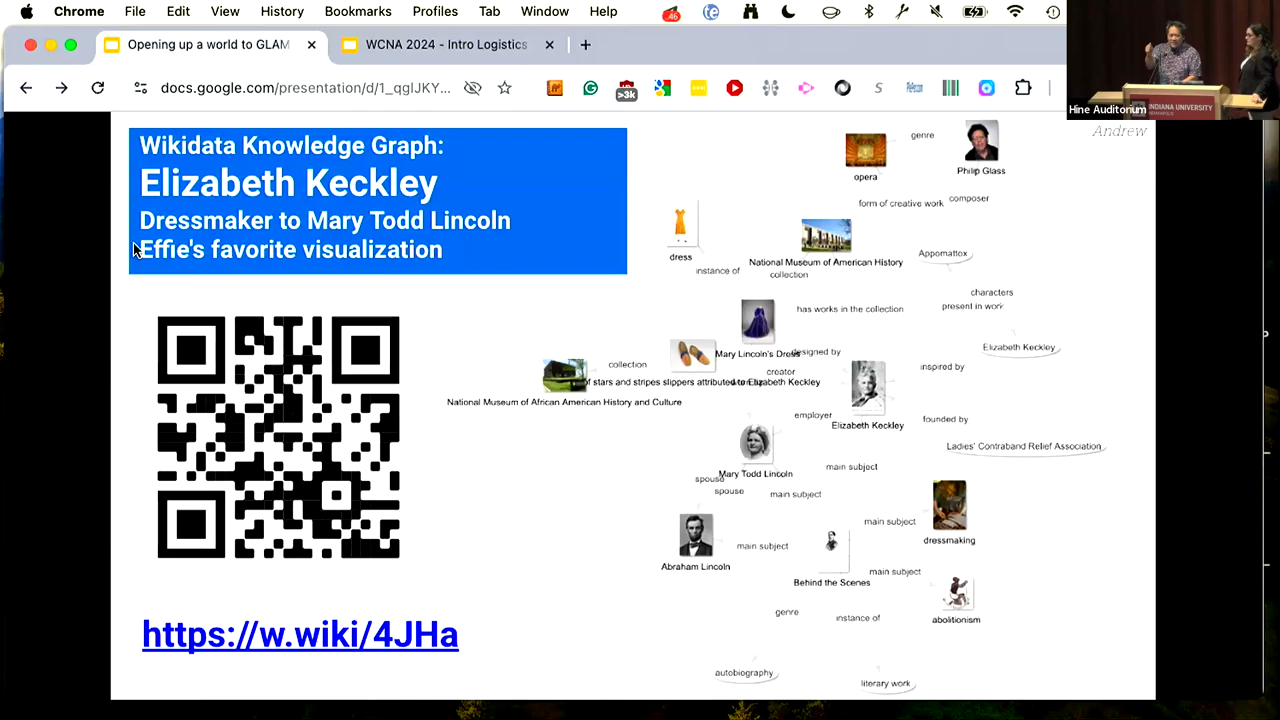 Chrome File Edit View History Bookmarks Profiles Tab Window Help
46
Opening up a world to GLAM
WCNA 2024 - Intro Logistics
docs.google.com/presentation/d/1_qglJKY...
>3k
Hine Auditorium
INDIANA UNIVERSITY
INDIANAPOLIS
Andrew
Wikidata Knowledge Graph:
Elizabeth Keckley
Dressmaker to Mary Todd Lincoln
Effie's favorite visualization
https://w.wiki/4JHa
genre
opera
Philip Glass
form of creative work
composer
dress
instance of
National Museum of American History
collection
Appomattox
characters
present in work
has works in the collection
Elizabeth Keckley
Mary Lincoln's Dress
designed by
collection
creator
inspired by
of stars and stripes slippers attributed to Elizabeth Keckley
National Museum of African American History and Culture
employer
Elizabeth Keckley
founded by
Ladies' Contraband Relief Association
Mary Todd Lincoln
main subject
spouse
spouse
main subject
main subject
dressmaking
Abraham Lincoln
main subject
Behind the Scenes
main subject
abolitionism
genre
instance of
autobiography
literary work